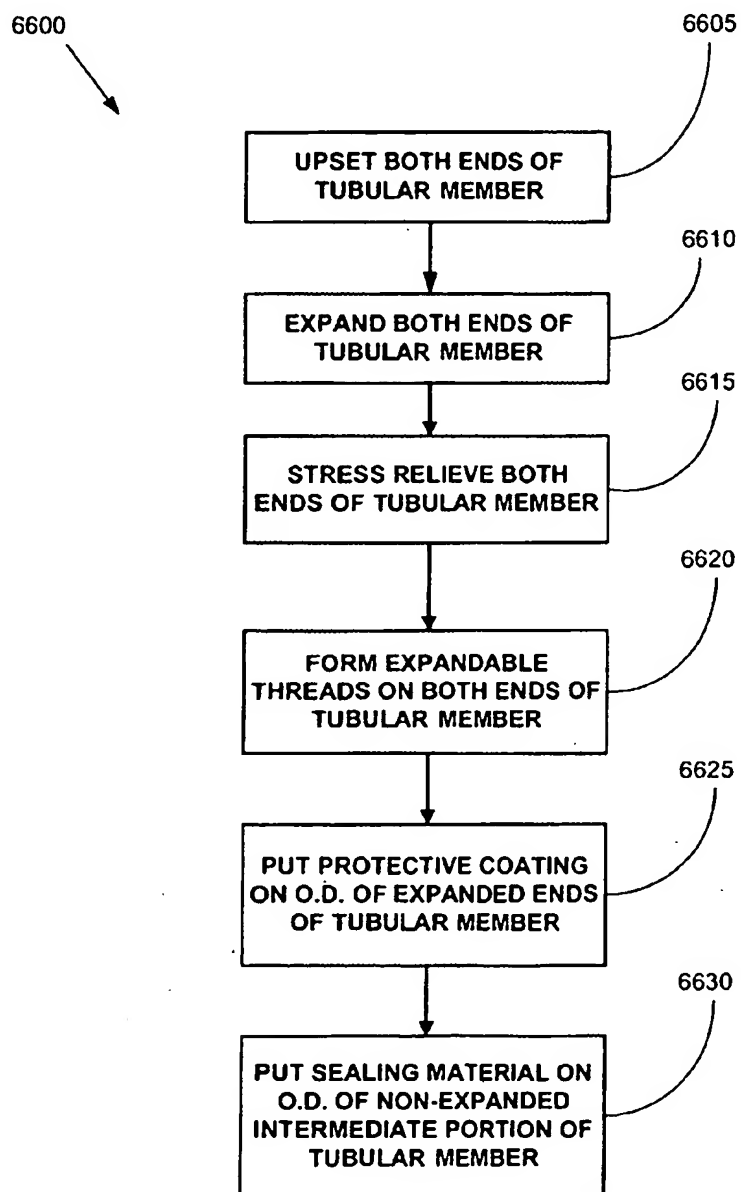 6600
6605
UPSET BOTH ENDS OF
TUBULAR MEMBER
6610
EXPAND BOTH ENDS OF
TUBULAR MEMBER
6615
STRESS RELIEVE BOTH
ENDS OF TUBULAR MEMBER
6620
FORM EXPANDABLE
THREADS ON BOTH ENDS OF
TUBULAR MEMBER
6625
PUT PROTECTIVE COATING
ON O.D. OF EXPANDED ENDS
OF TUBULAR MEMBER
6630
PUT SEALING MATERIAL ON
O.D. OF NON-EXPANDED
INTERMEDIATE PORTION OF
TUBULAR MEMBER